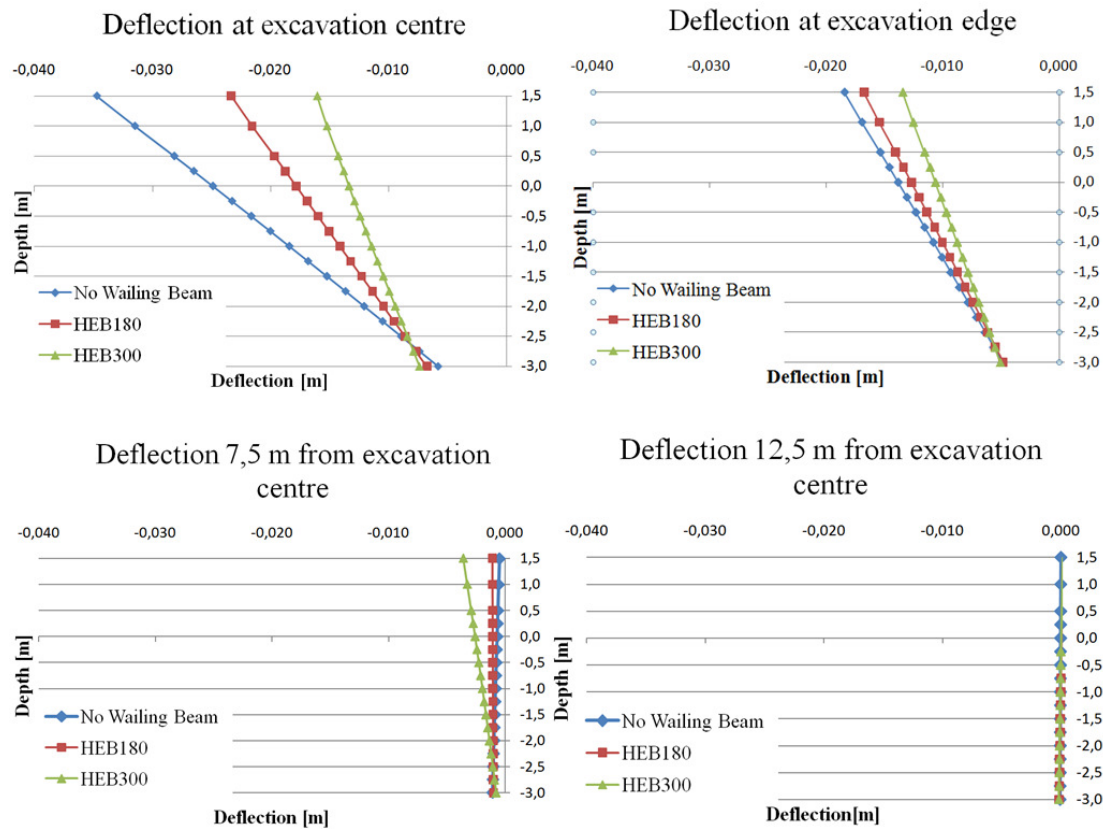 Deflection at excavation centre
-0,040 -0,030 -0,020 -0,010 0,000
1,5
1,0
0,5
0,0
-0,5
-1,0
-1,5
-2,0
-2,5
-3,0
Depth [m]
No Wailing Beam
HEB180
HEB300
Deflection [m]
Deflection at excavation edge
-0,040 -0,030 -0,020 -0,010 0,000
1,5
1,0
0,5
0,0
-0,5
-1,0
-1,5
-2,0
-2,5
-3,0
Depth [m]
No Wailing Beam
HEB180
HEB300
Deflection [m]
Deflection 7,5 m from excavation
centre
-0,040 -0,030 -0,020 -0,010 0,000
1,5
1,0
0,5
0,0
-0,5
-1,0
-1,5
-2,0
-2,5
-3,0
Depth [m]
No Wailing Beam
HEB180
HEB300
Deflection [m]
Deflection 12,5 m from excavation
centre
-0,040 -0,030 -0,020 -0,010 0,000
1,5
1,0
0,5
0,0
-0,5
-1,0
-1,5
-2,0
-2,5
-3,0
Depth [m]
No Wailing Beam
HEB180
HEB300
Deflection[m]